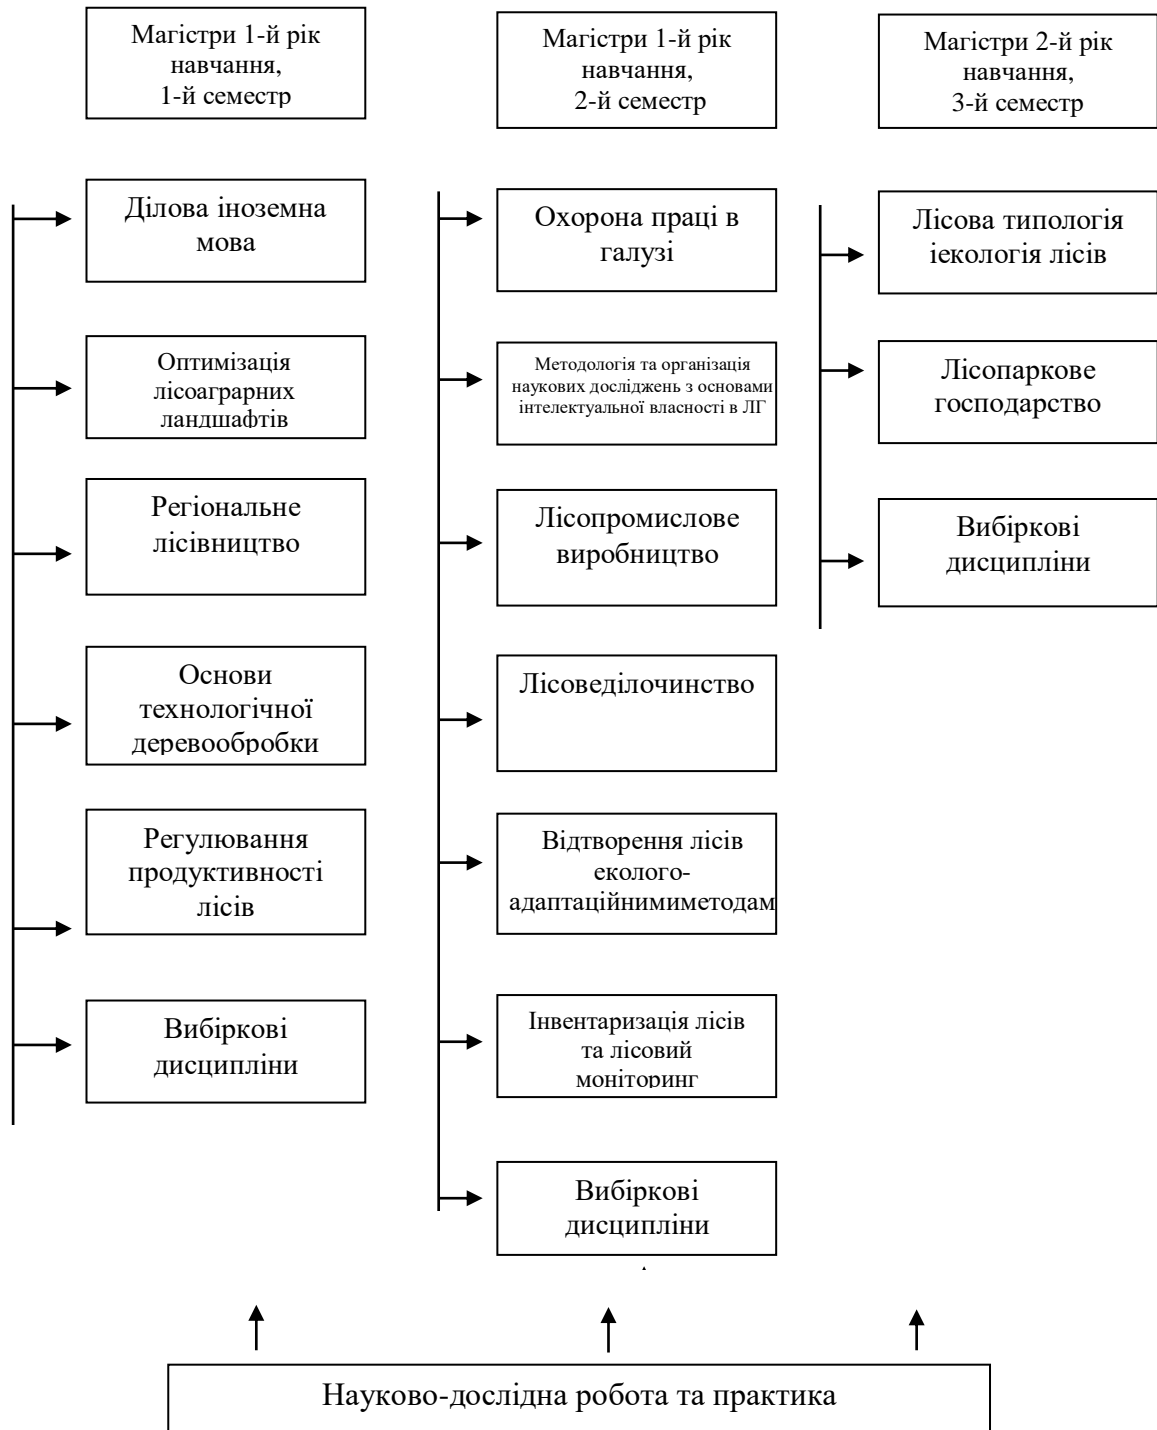 Магістри 1-й рік
навчання,
1-й семестр
Магістри 1-й рік
навчання,
2-й семестр
Магістри 2-й рік
навчання,
3-й семестр
Ділова іноземна
мова
Оптимізація
лісоаграрних
ландшафтів
Регіональне
лісівництво
Основи
технологічної
деревообробки
Регулювання
продуктивності
лісів
Вибіркові
дисципліни
Охорона праці в
галузі
Методологія та організація
наукових досліджень з основами
інтелектуальної власності в ЛГ
Лісопромислове
виробництво
Лісоведілочинство
Відтворення лісів
еколого-
адаптаційнимиметодам
Інвентаризація лісів
та лісовий
моніторинг
Вибіркові
дисципліни
Лісова типологія
іекологія лісів
Лісопаркове
господарство
Вибіркові
дисципліни
Науково-дослідна робота та практика